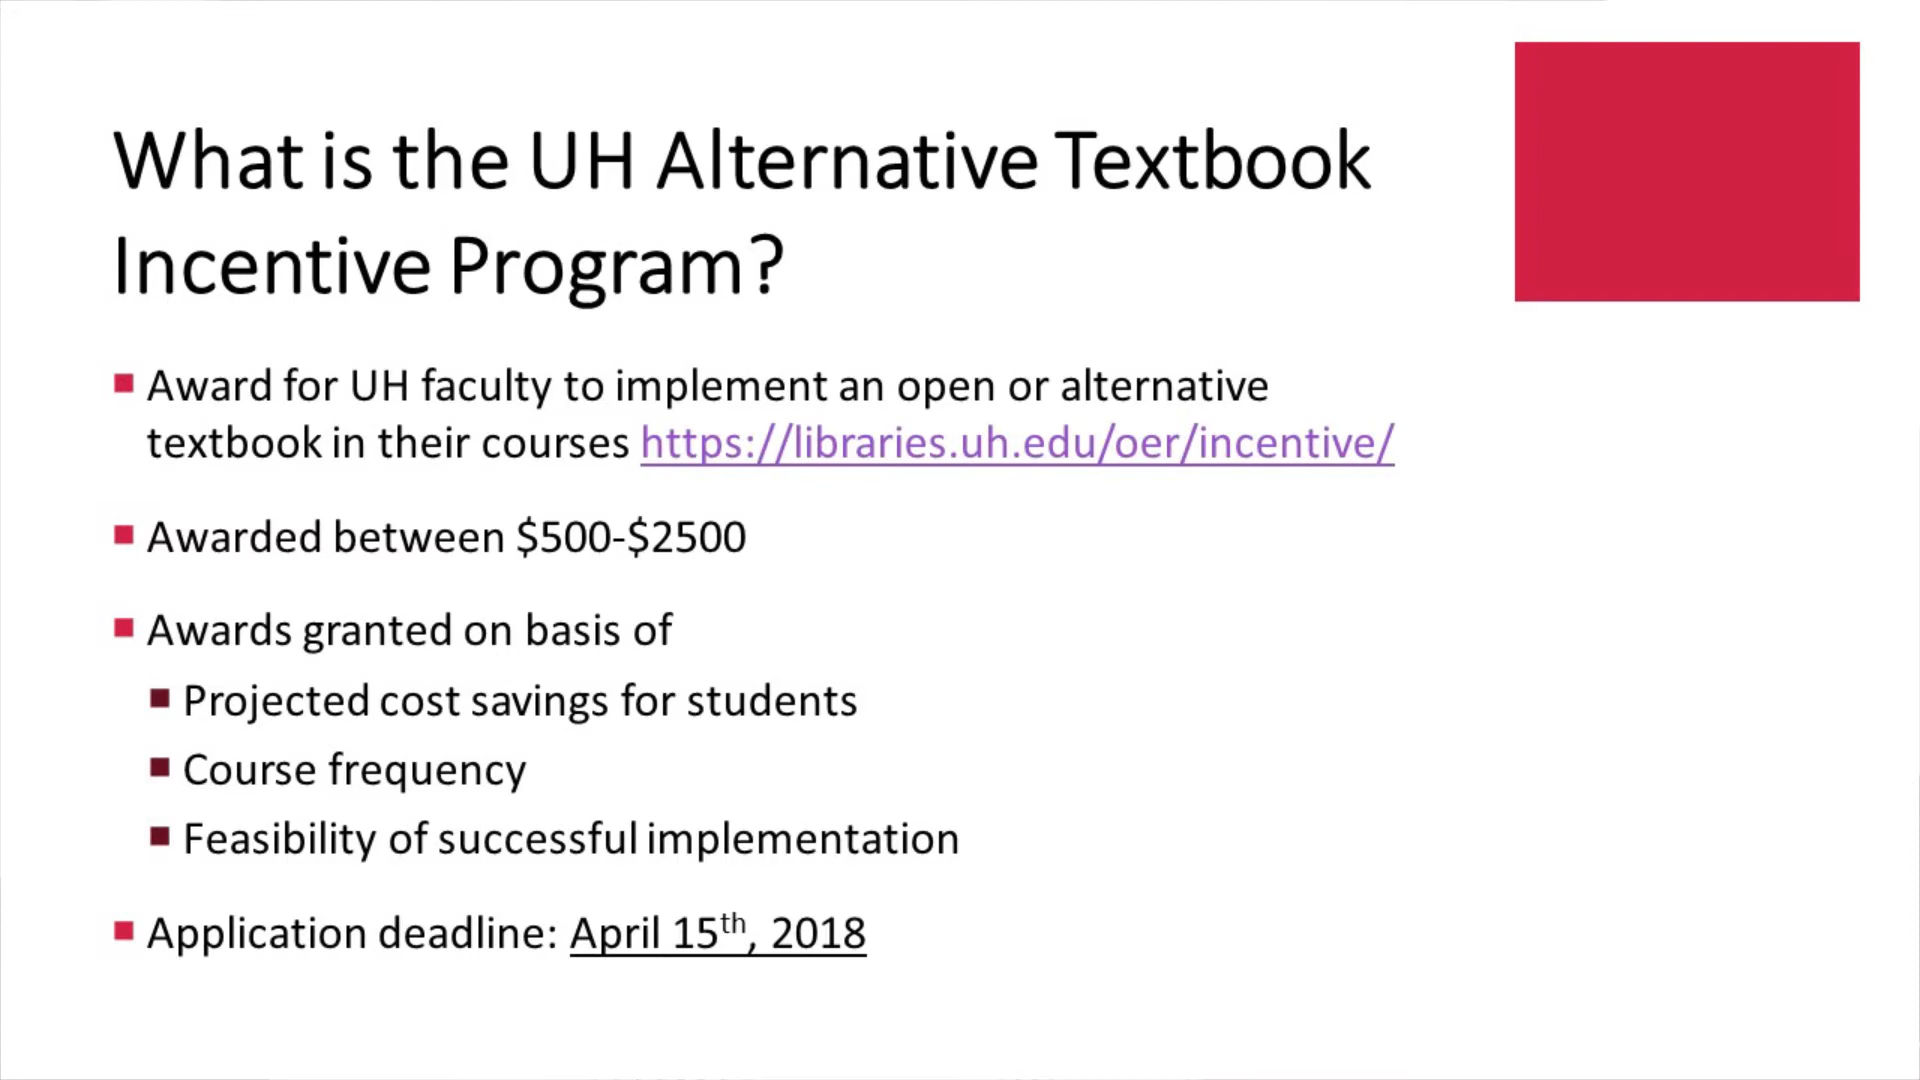 What is the UH Alternative Textbook
Incentive Program?
Award for UH faculty to implement an open or alternative
textbook in their courses https://libraries.uh.edu/oer/incentive/
Awarded between $500-$2500
Awards granted on basis of
Projected cost savings for students
Course frequency
Feasibility of successful implementation
Application deadline: April 15th, 2018